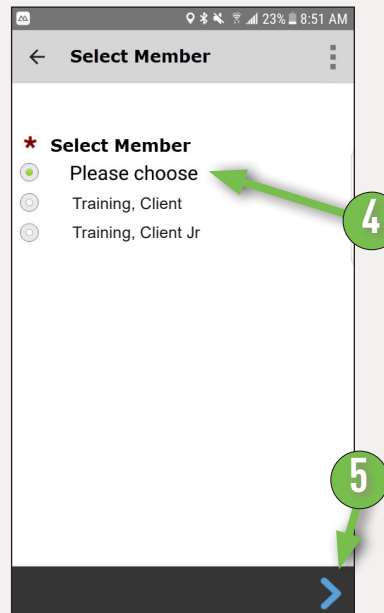 23% 8:51 AM
← Select Member
* Select Member
Please choose
Training, Client
Training, Client Jr
4
5